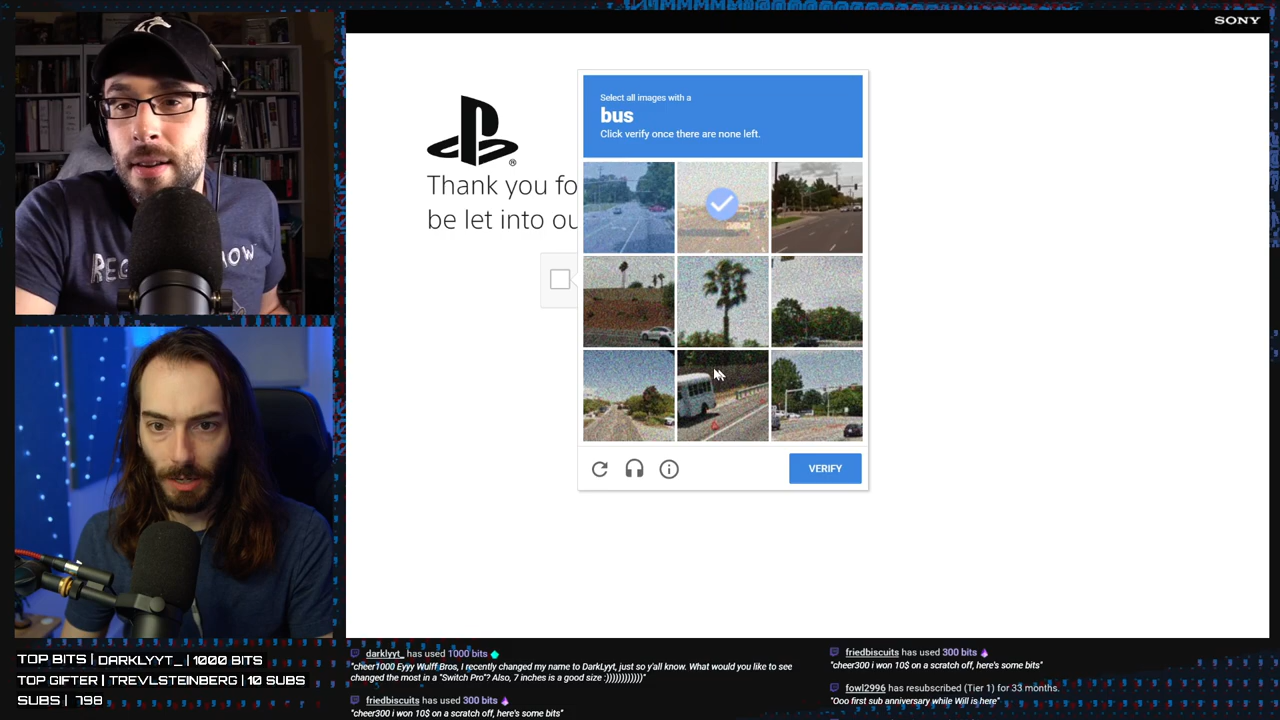 SONY
Select all images with a
bus
Click verify once there are none left.
Thank you fo
be let into ou
VERIFY
TOP BITS | DARKLYYT_ | 1000 BITS
TOP GIFTER | TREVLSTEINBERG | 10 SUBS
SUBS | 798
darklyyt_ has used 1000 bits
"cheer1000 Eyyy Wulff Bros, I recently changed my name to DarkLyyt, just so y'all know. What would you like to see
changed the most in a "Switch Pro"? Also, 7 inches is a good size :))))))))))))"
friedbiscuits has used 300 bits
"cheer300 i won 10$ on a scratch off, here's some bits"
friedbiscuits has used 300 bits
"cheer300 i won 10$ on a scratch off, here's some bits"
fowl2996 has resubscribed (Tier 1) for 33 months.
"Ooo first sub anniversary while Will is here"